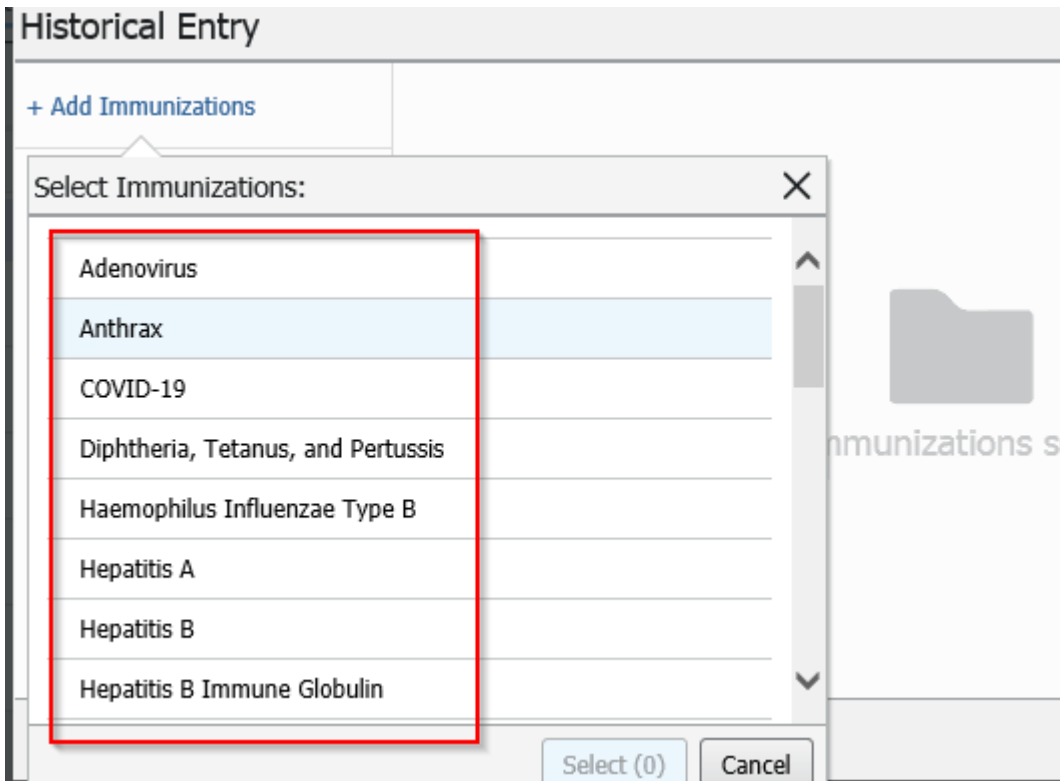 Historical Entry
+ Add Immunizations
Select Immunizations:
Adenovirus
Anthrax
COVID-19
Diphtheria, Tetanus, and Pertussis
Haemophilus Influenzae Type B
Hepatitis A
Hepatitis B
Hepatitis B Immune Globulin
Select (0) Cancel